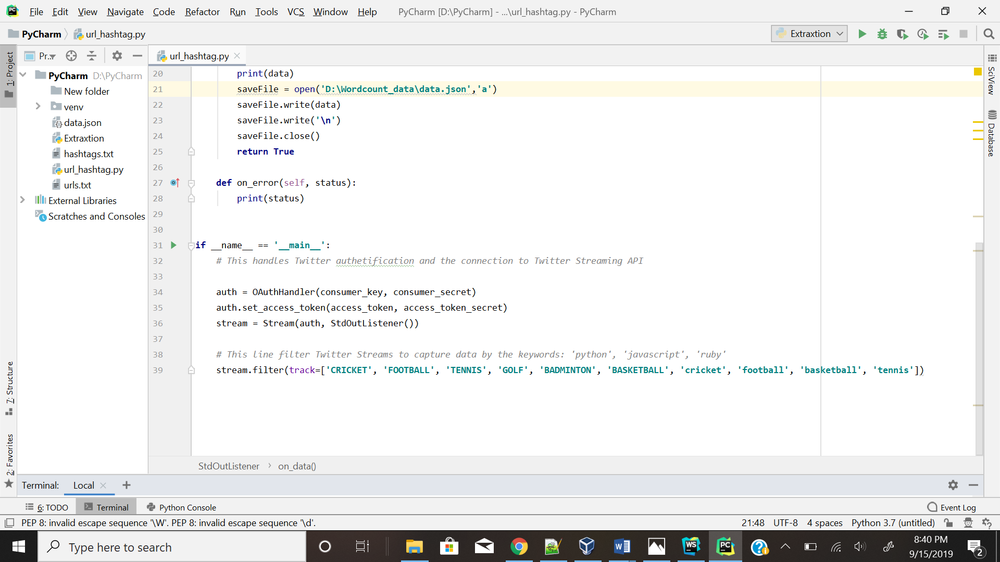 File Edit View Navigate Code Refactor Run Tools VCS Window Help PyCharm [D:\PyCharm] - ...\url_hashtag.py - PyCharm
PyCharm url_hashtag.py Extraxtion
1: Project
Pr...
url_hashtag.py
PyCharm D:\PyCharm
New folder
venv
data.json
Extraxtion
hashtags.txt
url_hashtag.py
urls.txt
External Libraries
Scratches and Consoles
20 print(data)
21 saveFile = open('D:\Wordcount_data\data.json','a')
22 saveFile.write(data)
23 saveFile.write('\n')
24 saveFile.close()
25 return True
26
27 def on_error(self, status):
28 print(status)
29
30
31 if __name__ == '__main__':
32 # This handles Twitter authetification and the connection to Twitter Streaming API
33
34 auth = OAuthHandler(consumer_key, consumer_secret)
35 auth.set_access_token(access_token, access_token_secret)
36 stream = Stream(auth, StdOutListener())
37
38 # This line filter Twitter Streams to capture data by the keywords: 'python', 'javascript', 'ruby'
39 stream.filter(track=['CRICKET', 'FOOTBALL', 'TENNIS', 'GOLF', 'BADMINTON', 'BASKETBALL', 'cricket', 'football', 'basketball', 'tennis'])
SciView
Database
7: Structure
2: Favorites
StdOutListener on_data()
Terminal: Local
6: TODO Terminal Python Console Event Log
PEP 8: invalid escape sequence '\W'. PEP 8: invalid escape sequence '\d'. 21:48 UTF-8 4 spaces Python 3.7 (untitled)
Type here to search
8:40 PM
9/15/2019
2